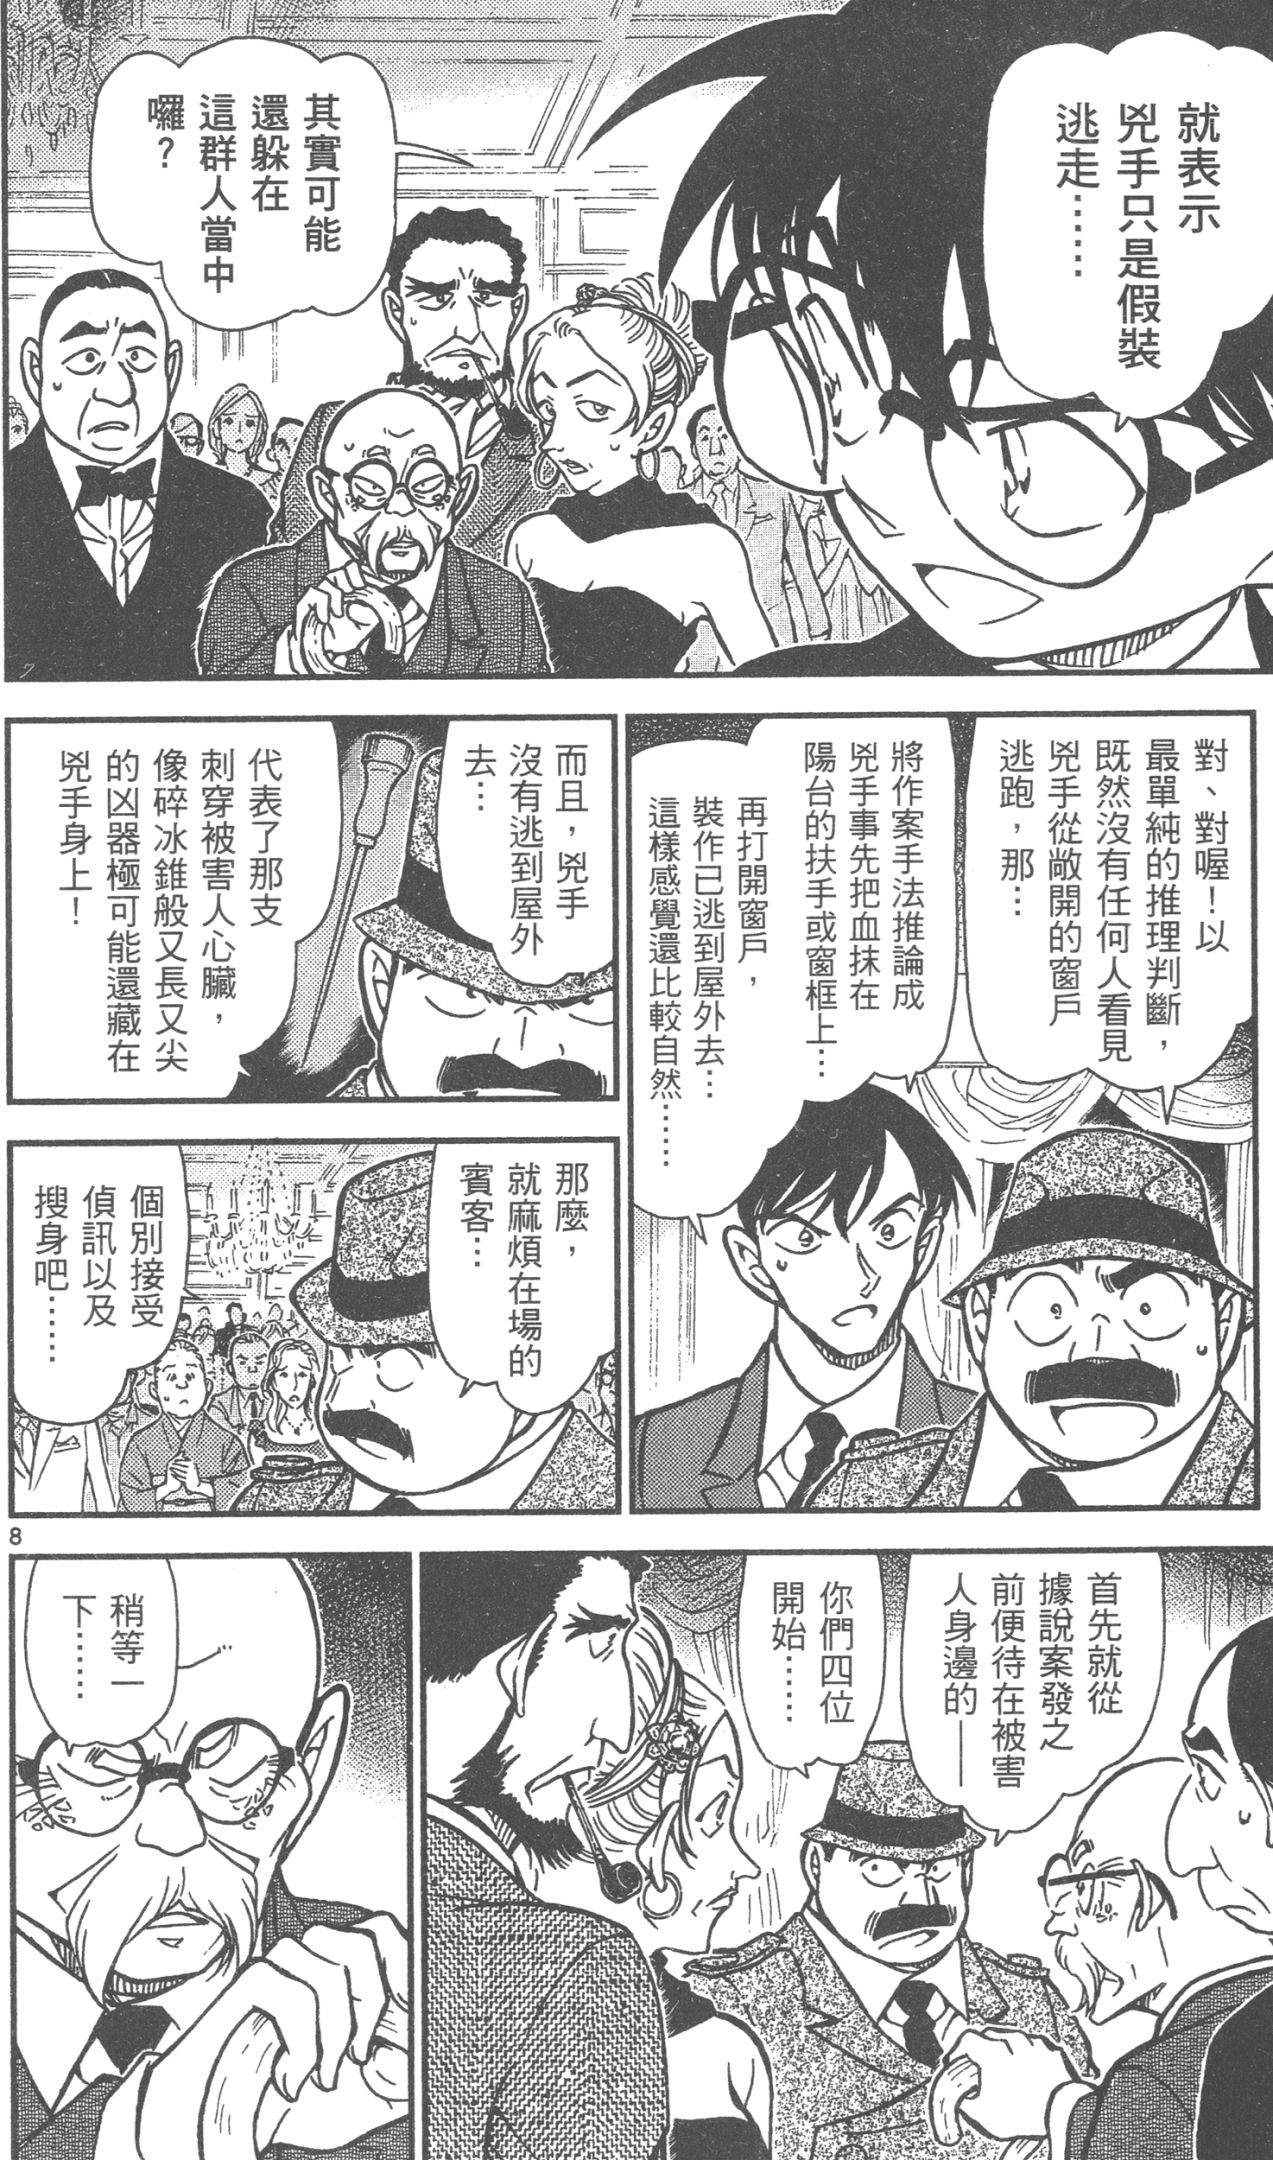 就表示
兇手只是假裝
逃走⋯⋯
其實可能
還躲在
這群人當中
囉？
對、對喔！以
最單純的推理判斷，
既然沒有任何人看見
兇手從敞開的窗戶
逃跑，那⋯
將作案手法推論成
兇手事先把血抹在
陽台的扶手或窗框上⋯
再打開窗戶，
裝作已逃到屋外去⋯
這樣感覺還比較自然⋯⋯
而且，兇手
沒有逃到屋外
去⋯
代表了那支
刺穿被害人心臟，
像碎冰錐般又長又尖
的凶器極可能還藏在
兇手身上！
那麼，
就麻煩在場的
賓客⋯
個別接受
偵訊以及
搜身吧⋯⋯
8
首先就從
據說案發之
前便待在被害
人身邊的—
你們四位
開始⋯⋯
稍等一
下⋯⋯